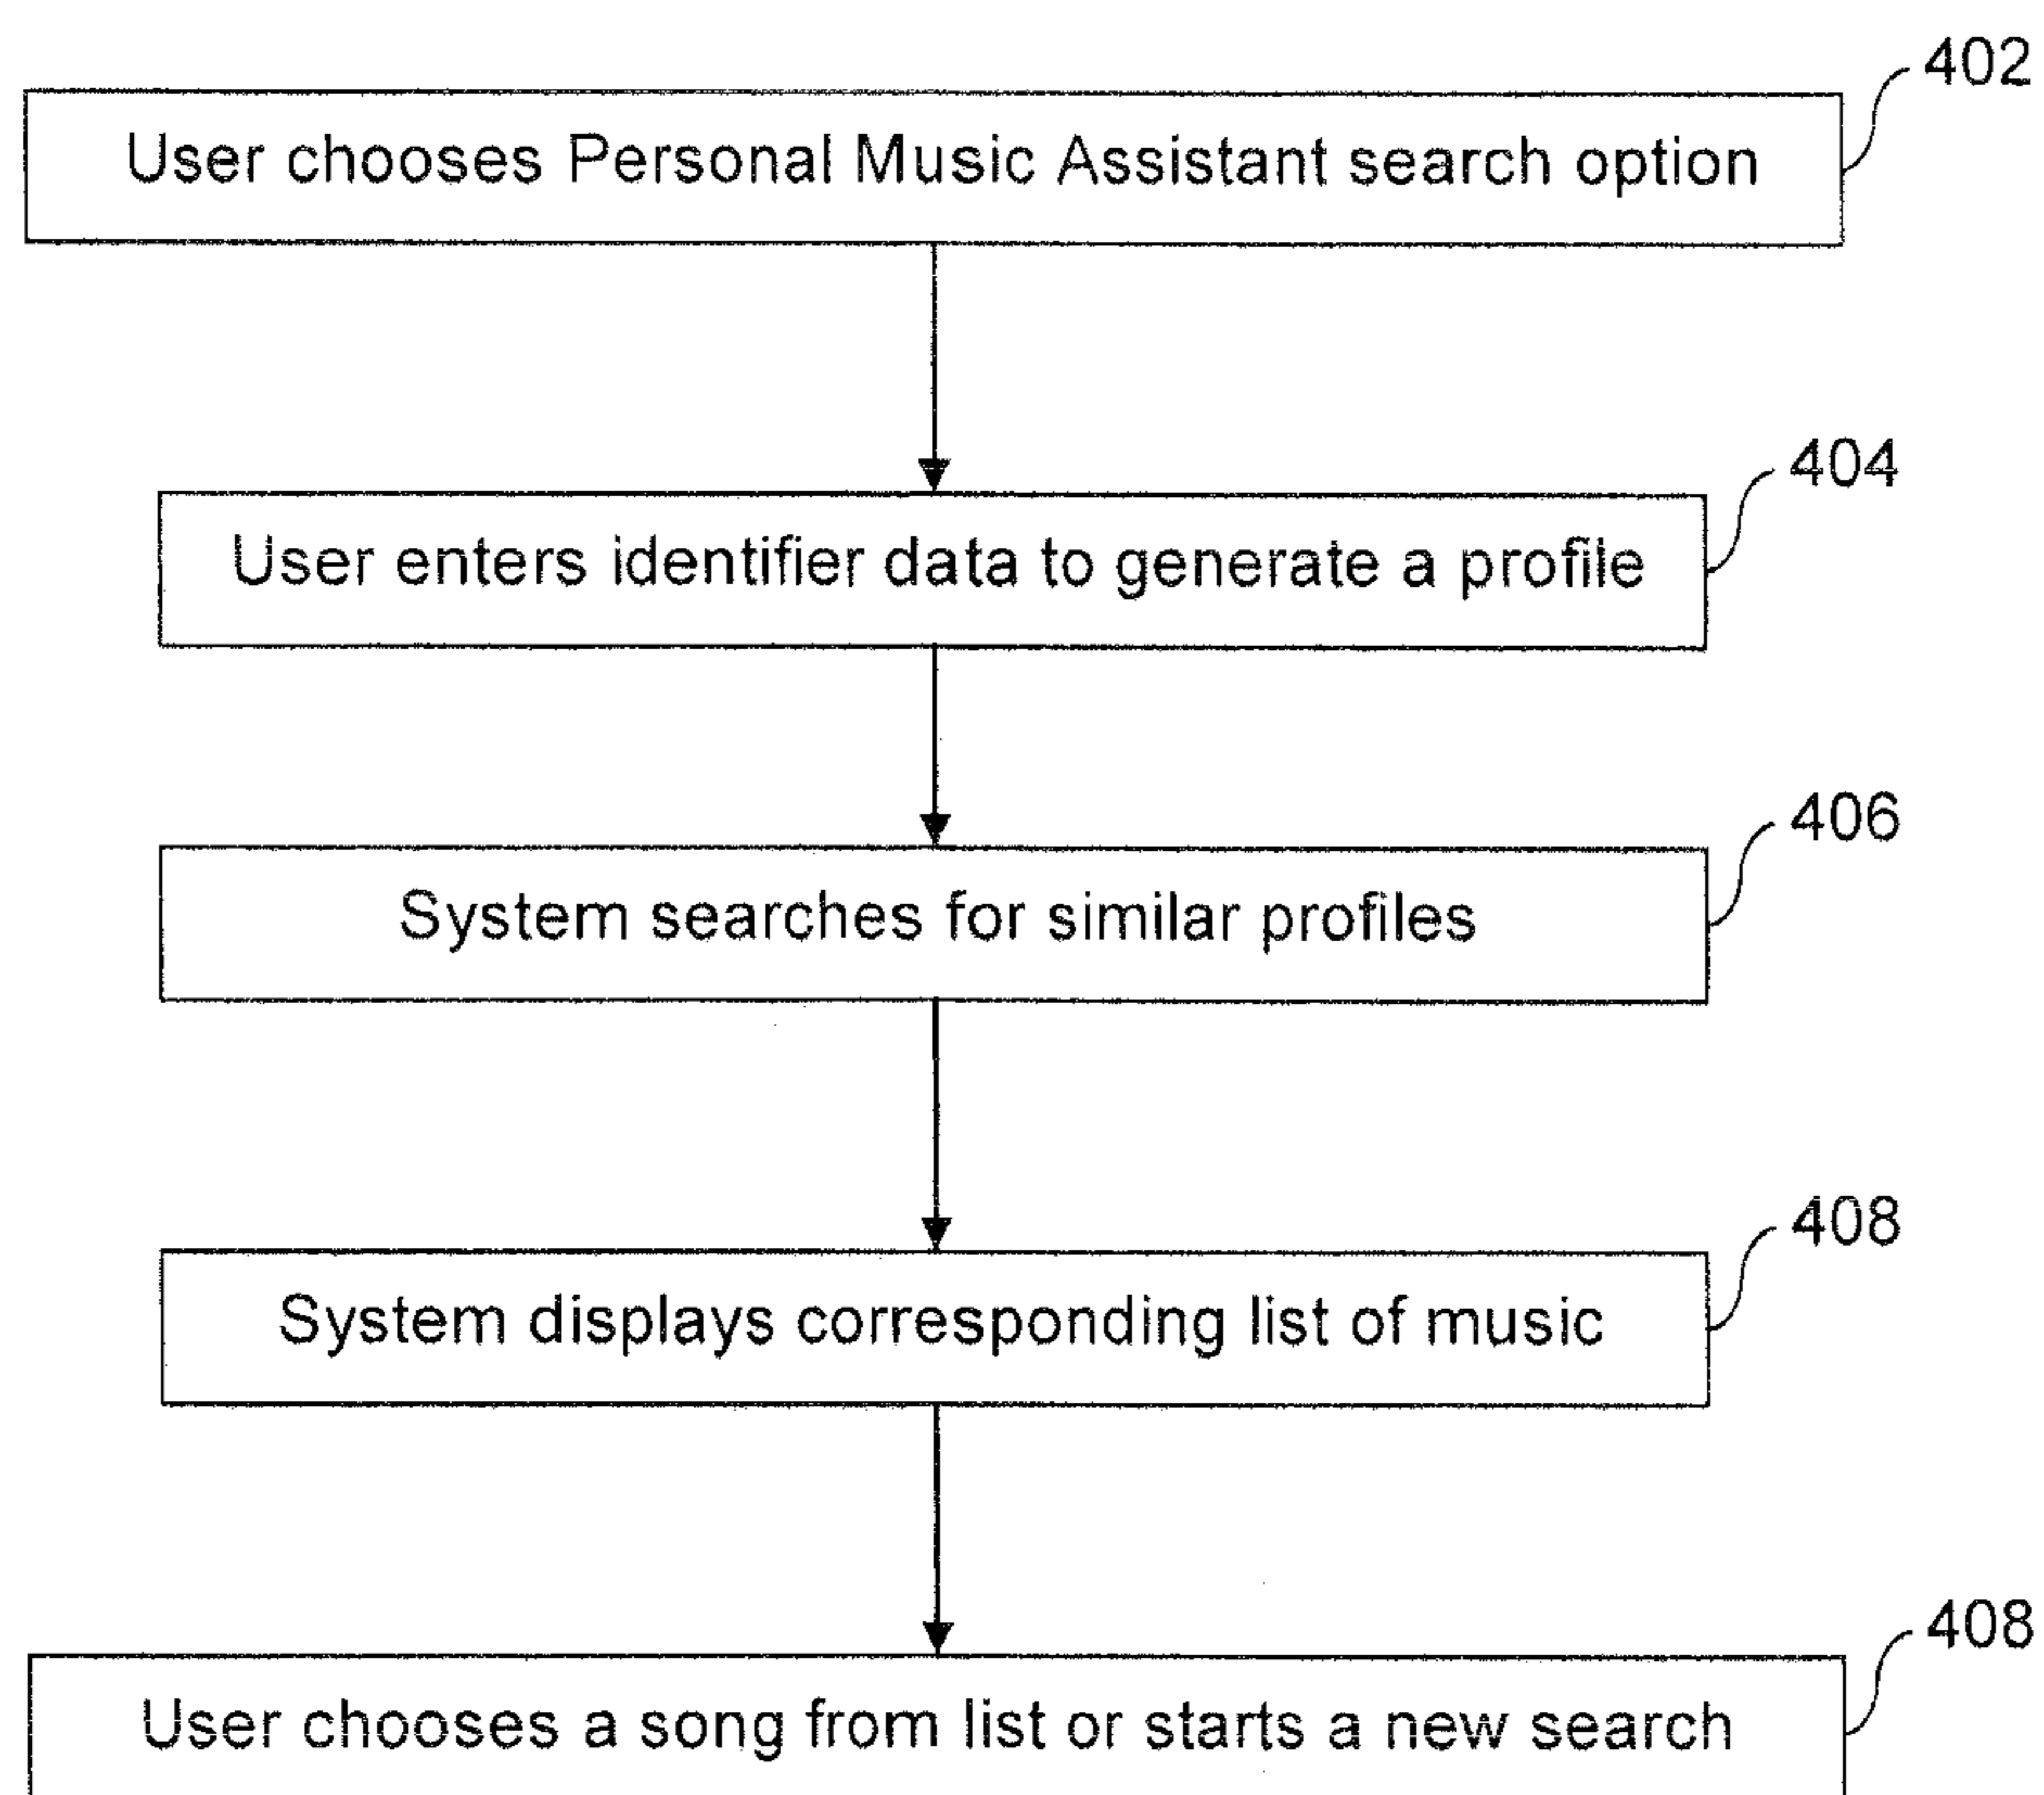 402
User chooses Personal Music Assistant search option
404
User enters identifier data to generate a profile
406
System searches for similar profiles
408
System displays corresponding list of music
408
User chooses a song from list or starts a new search